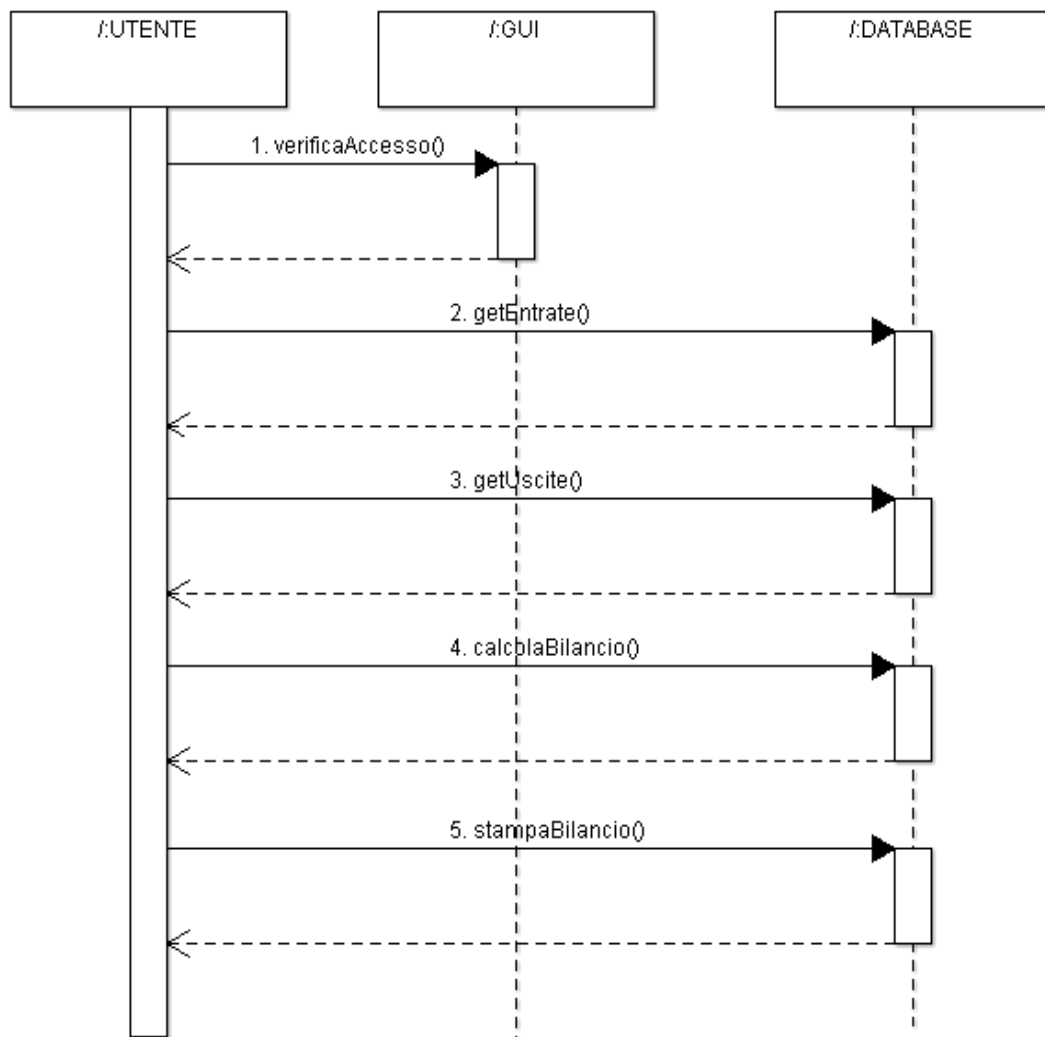 /:UTENTE
/:GUI
/:DATABASE
1. verificaAccesso()
2. getEntrate()
3. getUscite()
4. calcolaBilancio()
5. stampaBilancio()